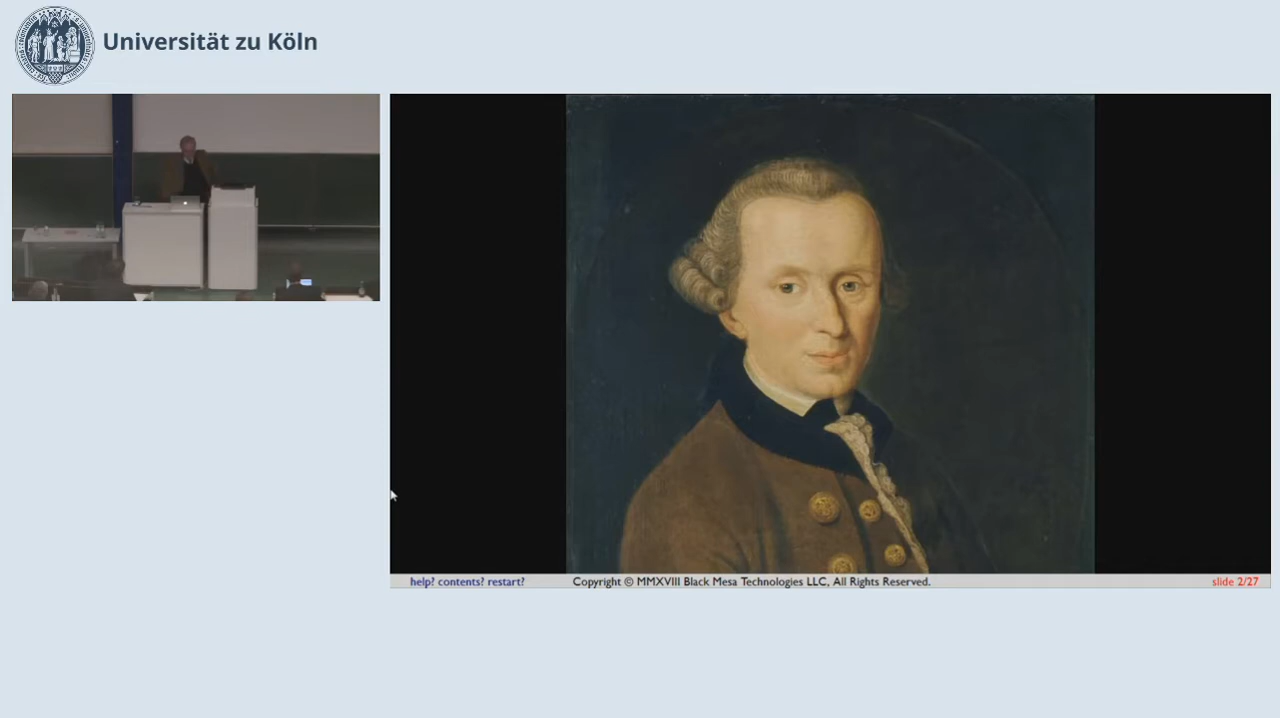 Universität zu Köln
help? contents? restart?
Copyright © MMXVIII Black Mesa Technologies LLC, All Rights Reserved.
slide 2/27